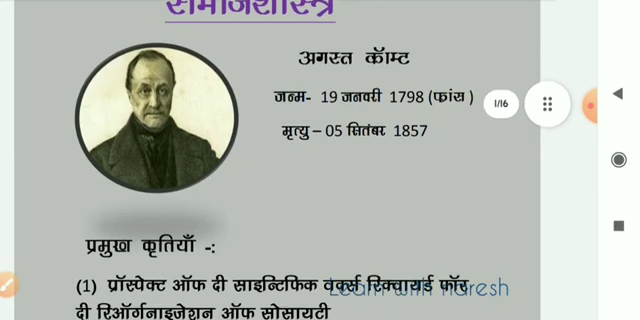 समाजशास्त्र
अगस्त कॉम्ट
जन्म- 19 जनवरी 1798 (फ्रांस )
1/16
मृत्यु – 05 सितंबर 1857
प्रमुख कृतियाँ -:
(1) प्रॉस्पेक्ट ऑफ दी साइन्टिफिक वर्क्स रिक्वायर्ड फॉर
Learn with Haresh
दी रिऑर्गनाइजेशन ऑफ सोसायटी